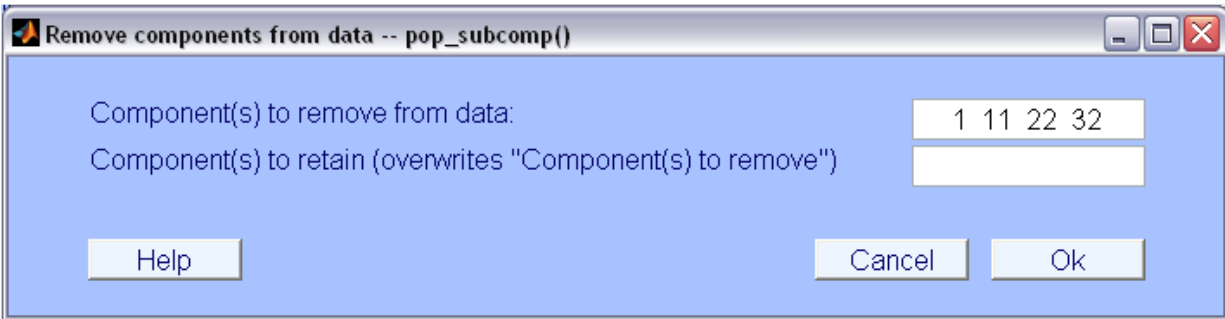 Remove components from data -- pop_subcomp()
Component(s) to remove from data: 1 11 22 32
Component(s) to retain (overwrites "Component(s) to remove")
Help Cancel Ok